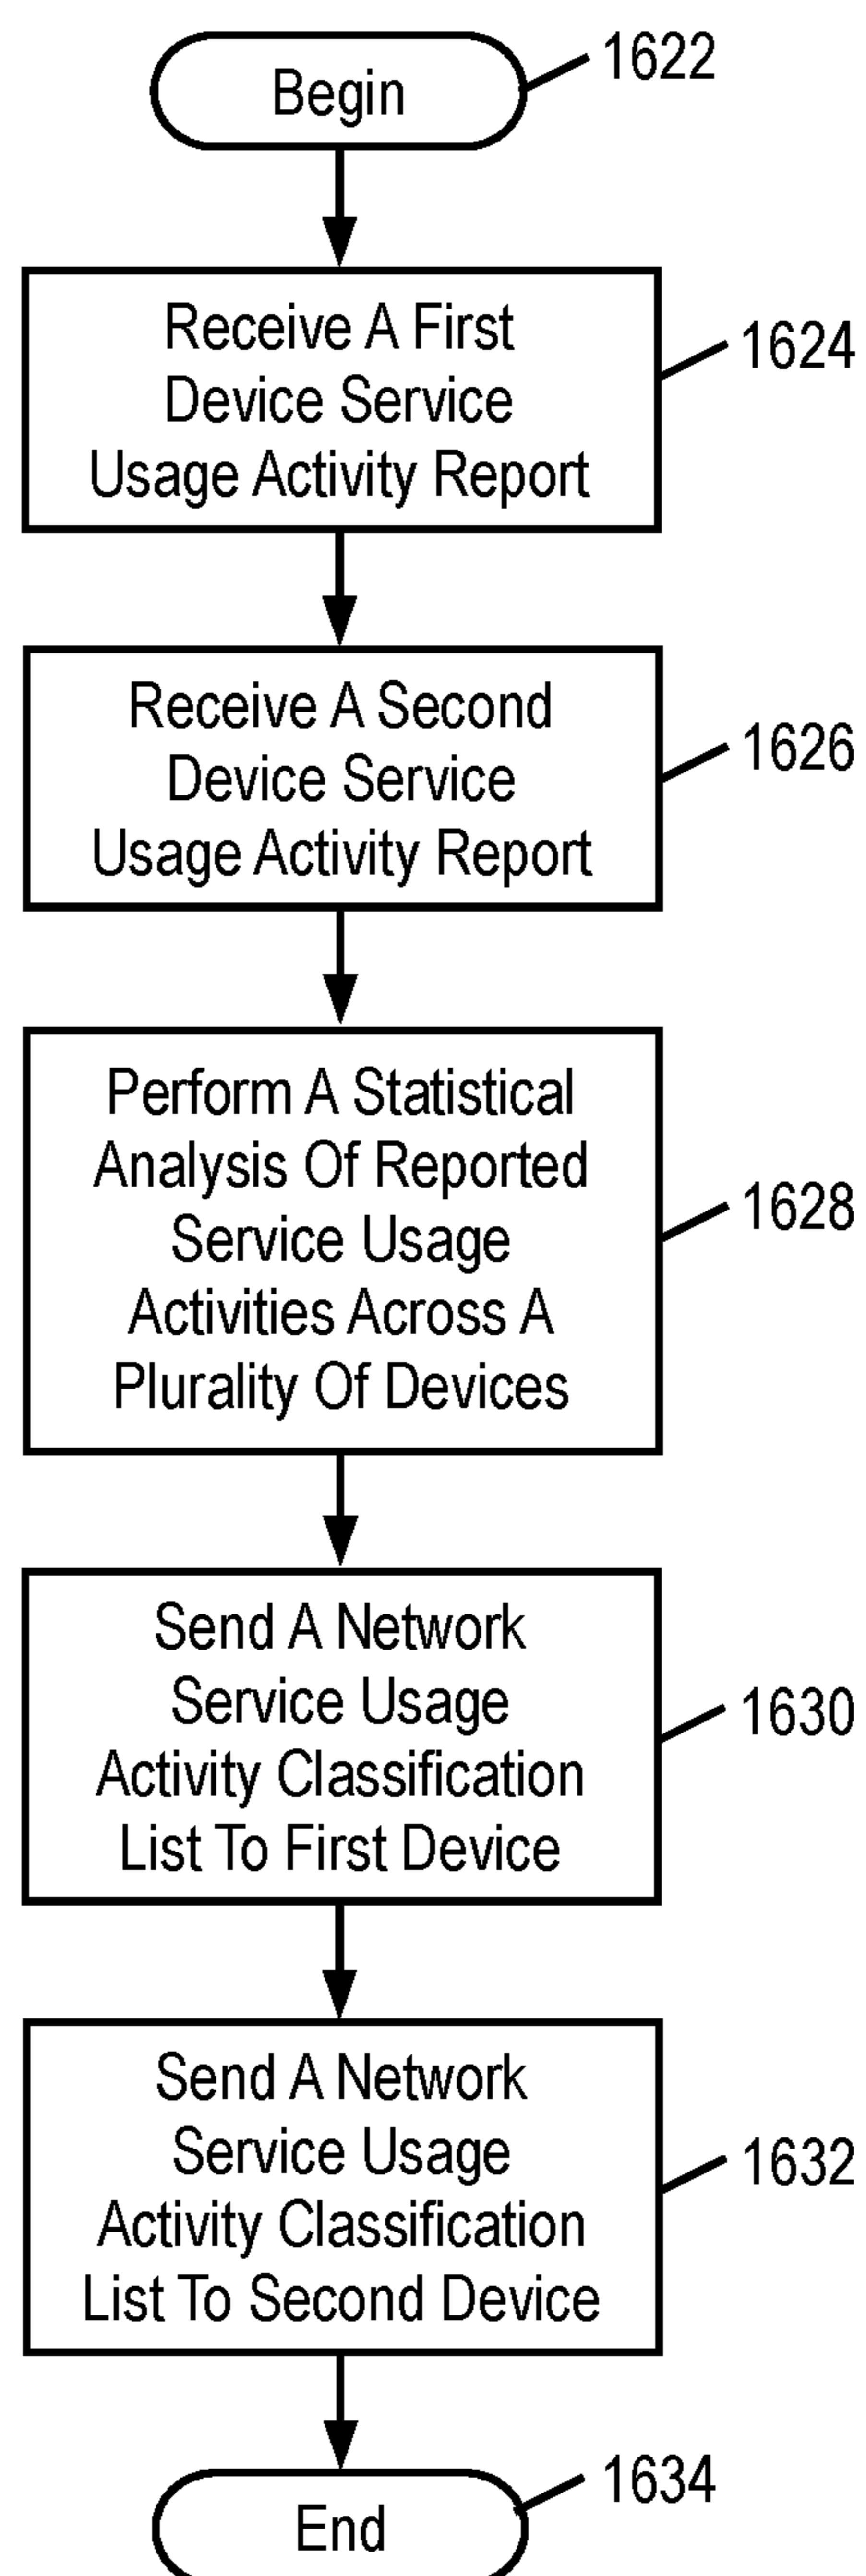 Begin
1622
Receive A First
Device Service
Usage Activity Report
1624
Receive A Second
Device Service
Usage Activity Report
1626
Perform A Statistical
Analysis Of Reported
Service Usage
Activities Across A
Plurality Of Devices
1628
Send A Network
Service Usage
Activity Classification
List To First Device
1630
Send A Network
Service Usage
Activity Classification
List To Second Device
1632
End
1634